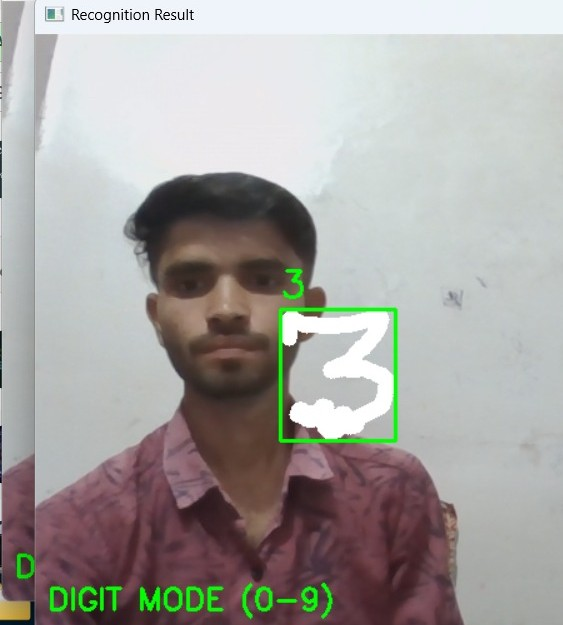 Recognition Result
3
3
D
DIGIT MODE (0-9)